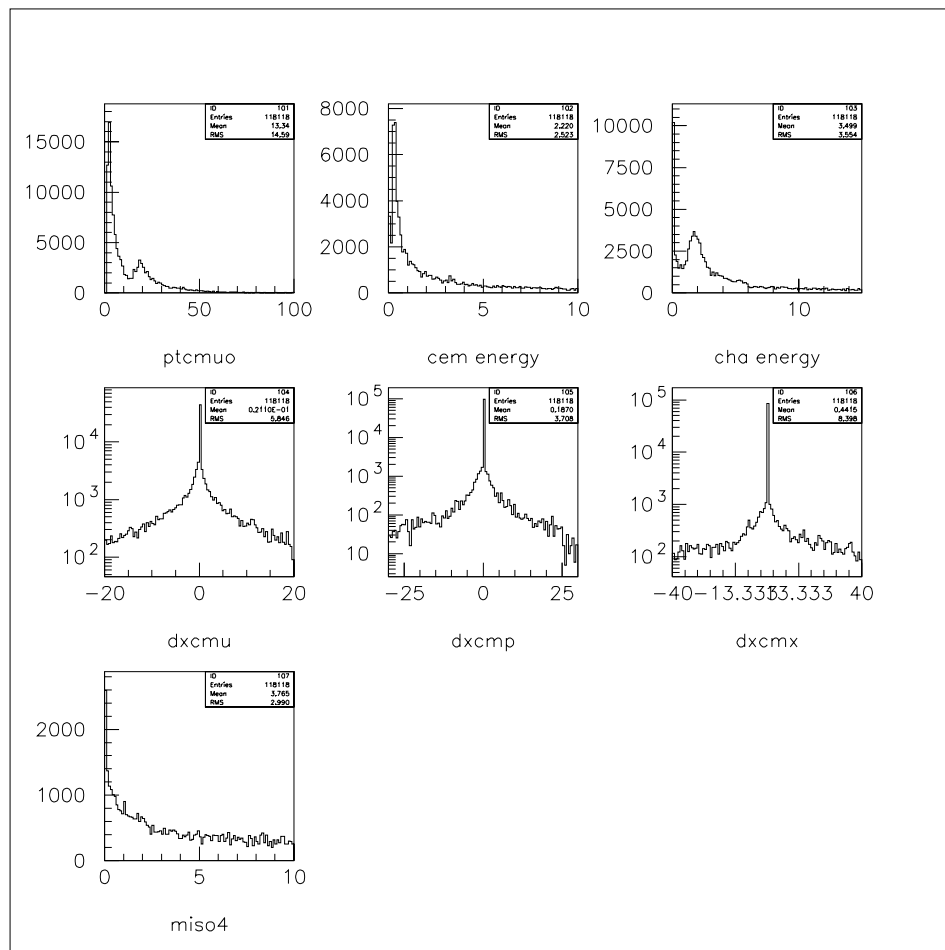 ID 101
Entries 118118
Mean 13.34
RMS 14.59
15000
10000
5000
0
0 50 100
ptcmuo
ID 102
Entries 118118
Mean 2.220
RMS 2.523
8000
6000
4000
2000
0
0 5 10
cem energy
ID 103
Entries 118118
Mean 3.499
RMS 3.554
10000
7500
5000
2500
0
0 10
cha energy
ID 104
Entries 118118
Mean 0.2110E-01
RMS 5.846
10^4
10^3
10^2
-20 0 20
dxcmu
ID 105
Entries 118118
Mean 0.1870
RMS 3.708
10^5
10^4
10^3
10^2
10
-25 0 25
dxcmp
ID 106
Entries 118118
Mean 0.4415
RMS 8.398
10^5
10^4
10^3
10^2
-40 -13.333 13.333 40
dxcmx
ID 107
Entries 118118
Mean 3.765
RMS 2.990
2000
1000
0
0 5 10
miso4